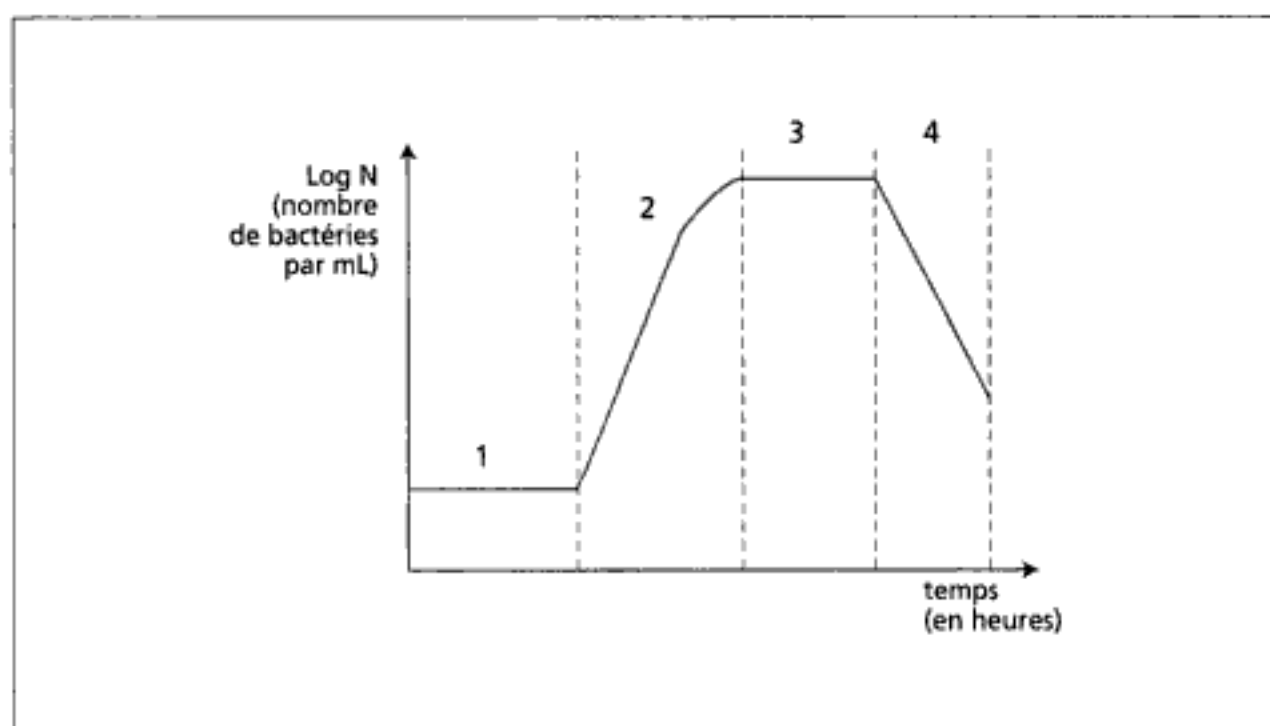 3
4
Log N
(nombre
de bactéries
par mL)
2
1
temps
(en heures)